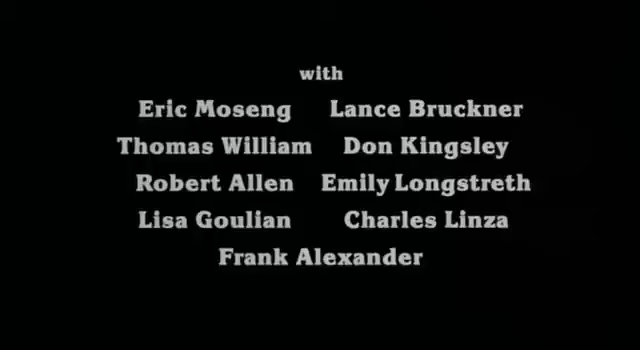 with
Eric Moseng Lance Bruckner
Thomas William Don Kingsley
Robert Allen Emily Longstreth
Lisa Goulian Charles Linza
Frank Alexander